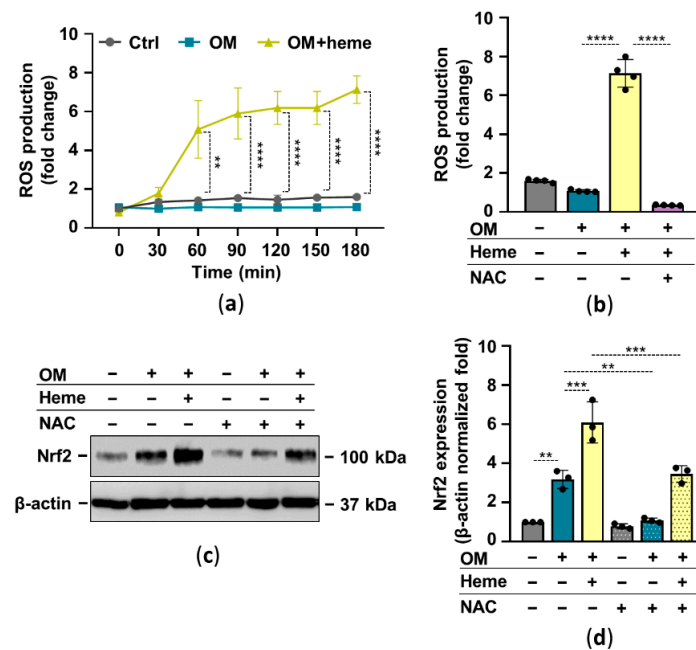 Ctrl OM OM+heme
ROS production
(fold change)
10
8
6
4
2
0
** **** **** **** ****
0 30 60 90 120 150 180
Time (min)
(a)
ROS production
(fold change)
10
8
6
4
2
0
**** ****
OM − + + +
Heme − − + +
NAC − − − +
(b)
OM − + + − + +
Heme − − + − − +
NAC − − − + + +
Nrf2 – – 100 kDa
β-actin – – 37 kDa
(c)
Nrf2 expression
(β-actin normalized fold)
10
8
6
4
2
0
***
**
***
**
OM − + + − + +
Heme − − + − − +
NAC − − − + + +
(d)